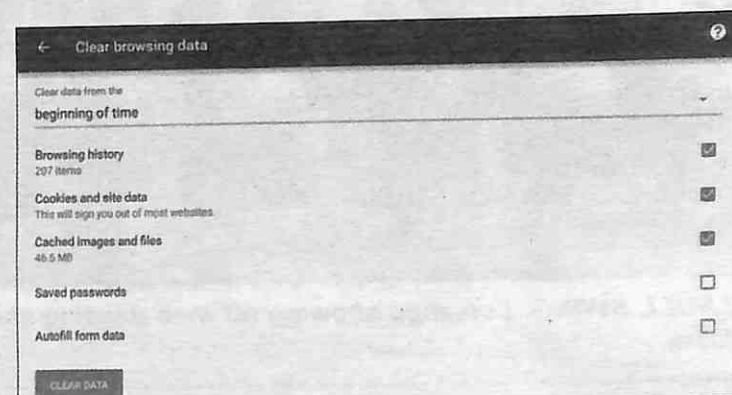 Clear browsing data
Clear data from the
beginning of time
Browsing history
207 items
Cookies and site data
This will sign you out of most websites.
Cached images and files
46.5 MB
Saved passwords
Autofill form data
CLEAR DATA